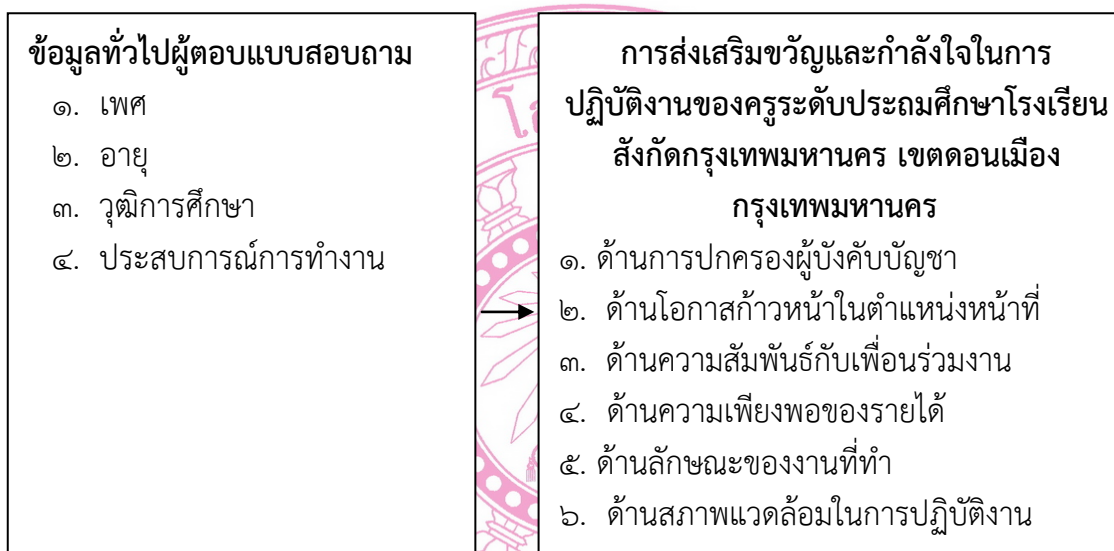 ข้อมูลทั่วไปผู้ตอบแบบสอบถาม
๑. เพศ
๒. อายุ
๓. วุฒิการศึกษา
๔. ประสบการณ์การทำงาน
การส่งเสริมขวัญและกำลังใจในการ
ปฏิบัติงานของครูระดับประถมศึกษาโรงเรียน
สังกัดกรุงเทพมหานคร เขตดอนเมือง
กรุงเทพมหานคร
๑. ด้านการปกครองผู้บังคับบัญชา
๒. ด้านโอกาสก้าวหน้าในตำแหน่งหน้าที่
๓. ด้านความสัมพันธ์กับเพื่อนร่วมงาน
๔. ด้านความเพียงพอของรายได้
๕. ด้านลักษณะของงานที่ทำ
๖. ด้านสภาพแวดล้อมในการปฏิบัติงาน